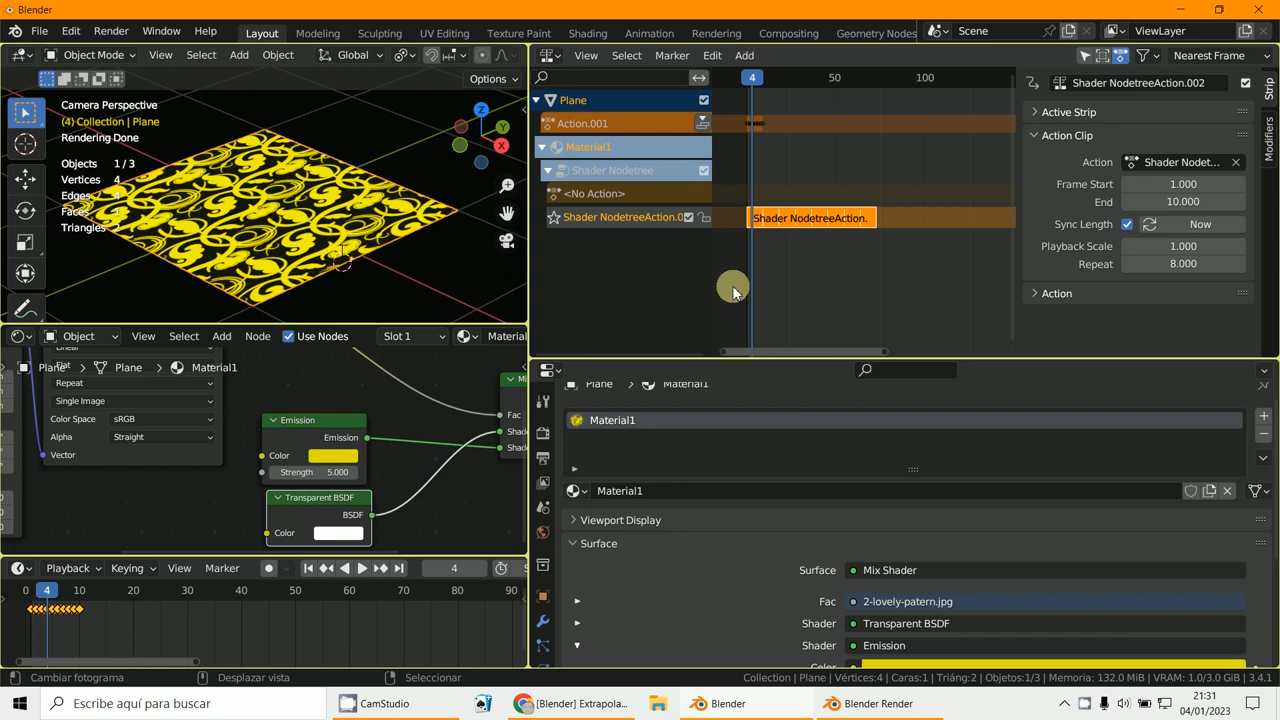 Blender
File Edit Render Window Help Layout Modeling Sculpting UV Editing Texture Paint Shading Animation Rendering Compositing Geometry Nodes Scene ViewLayer
Object Mode View Select Add Object Global
Options
Camera Perspective
(4) Collection | Plane
Rendering Done
Objects 1 / 3
Vertices 4
Edges 4
Faces 1
Triangles 2
X
Y
Z
View Select Marker Edit Add Nearest Frame
4 50 100
Plane
Action.001
Material1
Shader Nodetree
<No Action>
Shader NodetreeAction.0
Shader NodetreeAction.
Shader NodetreeAction.002
Active Strip
Action Clip
Action Shader Nodet...
Frame Start 1.000
End 10.000
Sync Length Now
Playback Scale 1.000
Repeat 8.000
Action
Strip
Modifiers
Object View Select Add Node Use Nodes Slot 1 Material
Plane Plane Material1
Linear
Flat
Repeat
Single Image
Color Space sRGB
Alpha Straight
Vector
Emission
Emission
Color
Strength 5.000
Transparent BSDF
BSDF
Color
Fac
Shade
Shade
Plane Material1
Material1
Material1
Viewport Display
Surface
Surface Mix Shader
Fac 2-lovely-patern.jpg
Shader Transparent BSDF
Shader Emission
Color
Playback Keying View Marker 4
0 4 10 20 30 40 50 60 70 80 90
Cambiar fotograma Desplazar vista Seleccionar Collection | Plane | Vértices:4 | Caras:1 | Triáng:2 | Objetos:1/3 | Memoria: 132.0 MiB | VRAM: 1.0/3.0 GiB | 3.4.1
Escribe aquí para buscar CamStudio [Blender] Extrapola... Blender Blender Render
21:31
04/01/2023